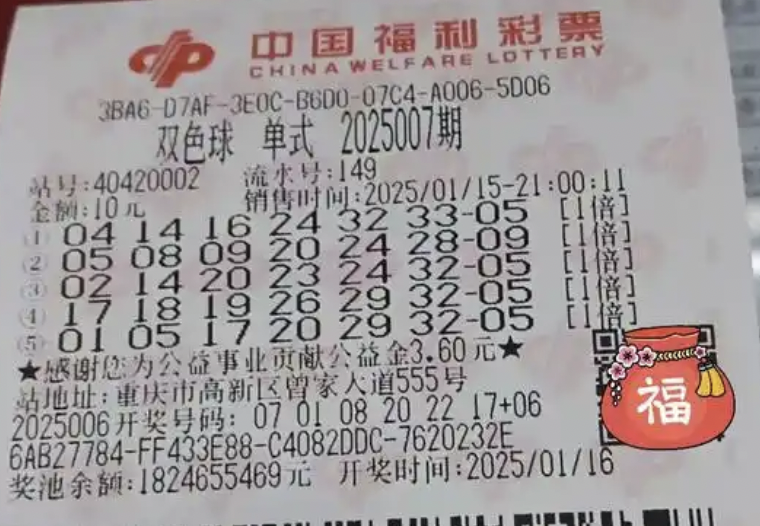 中国福利彩票
CHINA WELFARE LOTTERY
3BA6-D7AF-3E0C-B6D0-07C4-A006-5D06
双色球 单式 2025007期
站号:40420002 流水号:149
金额:10元 销售时间:2025/01/15-21:00:11
① 04 14 16 24 32 33-05 [1倍]
② 05 08 09 20 24 28-09 [1倍]
③ 02 14 20 23 24 32-05 [1倍]
④ 17 18 19 26 29 32-05 [1倍]
⑤ 01 05 17 20 29 32-05
★感谢您为公益事业贡献公益金3.60元★
站地址:重庆市高新区曾家大道555号
2025006开奖号码: 07 01 08 20 22 17+06
6AB27784-FF433E88-C4082DDC-7620232E
奖池余额:1824655469元 开奖时间:2025/01/16
福